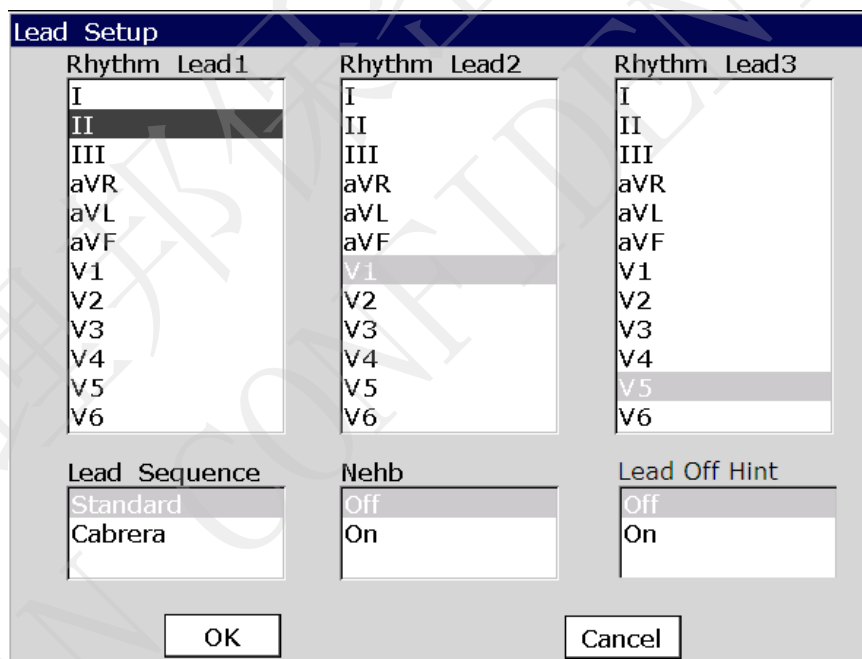 Lead Setup
Rhythm Lead1
I
II
III
aVR
aVL
aVF
V1
V2
V3
V4
V5
V6
Rhythm Lead2
I
II
III
aVR
aVL
aVF
V1
V2
V3
V4
V5
V6
Rhythm Lead3
I
II
III
aVR
aVL
aVF
V1
V2
V3
V4
V5
V6
Lead Sequence
Standard
Cabrera
Nehb
Off
On
Lead Off Hint
Off
On
OK
Cancel